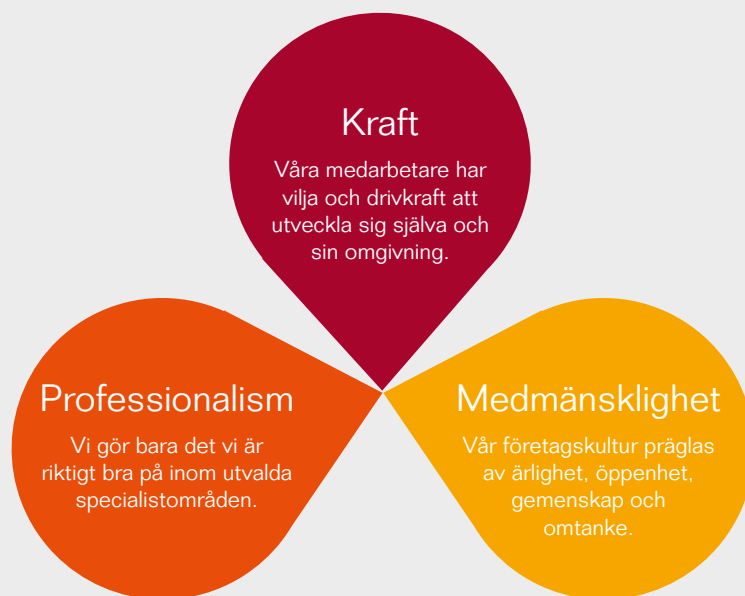 Kraft
Våra medarbetare har
vilja och drivkraft att
utveckla sig själva och
sin omgivning.
Professionalism
Vi gör bara det vi är
riktigt bra på inom utvalda
specialistområden.
Medmänsklighet
Vår företagskultur präglas
av ärlighet, öppenhet,
gemenskap och
omtanke.